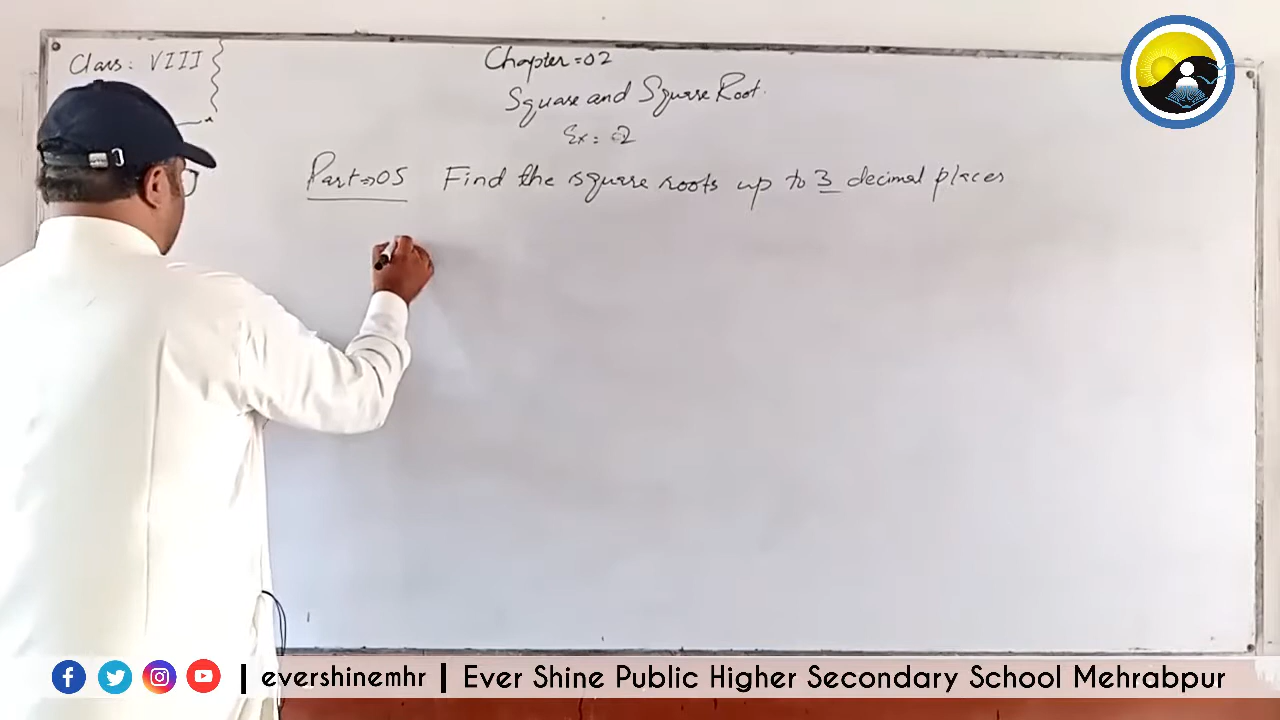 Class: VIII
Chapter=02
Square and Square Root.
Ex=02
Part=>05 Find the square roots up to 3 decimal places
| evershinemhr | Ever Shine Public Higher Secondary School Mehrabpur